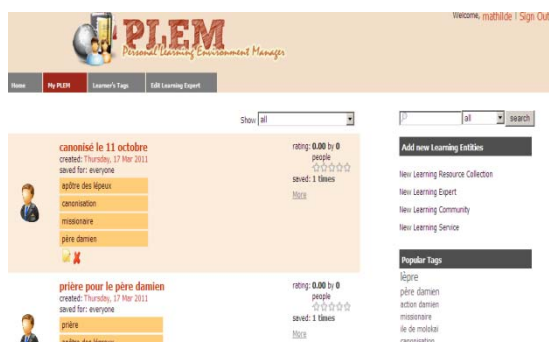 Welcome, mathilde | Sign Out
PLEM
Personal Learning Environment Manager
Home
My PLEM
Learner's Tags
Edit Learning Expert
Show all
all
search
canonisé le 11 octobre
created: Thursday, 17 Mar 2011
saved for: everyone
apôtre des lépeux
canonisation
missionaire
père damien
rating: 0.00 by 0
people
saved: 1 times
More
prière pour le père damien
created: Thursday, 17 Mar 2011
saved for: everyone
prière
apôtre des lépeux
rating: 0.00 by 0
people
saved: 1 times
More
Add new Learning Entities
New Learning Resource Collection
New Learning Expert
New Learning Community
New Learning Service
Popular Tags
lèpre
père damien
action damien
missionaire
ile de molokai
canonisation